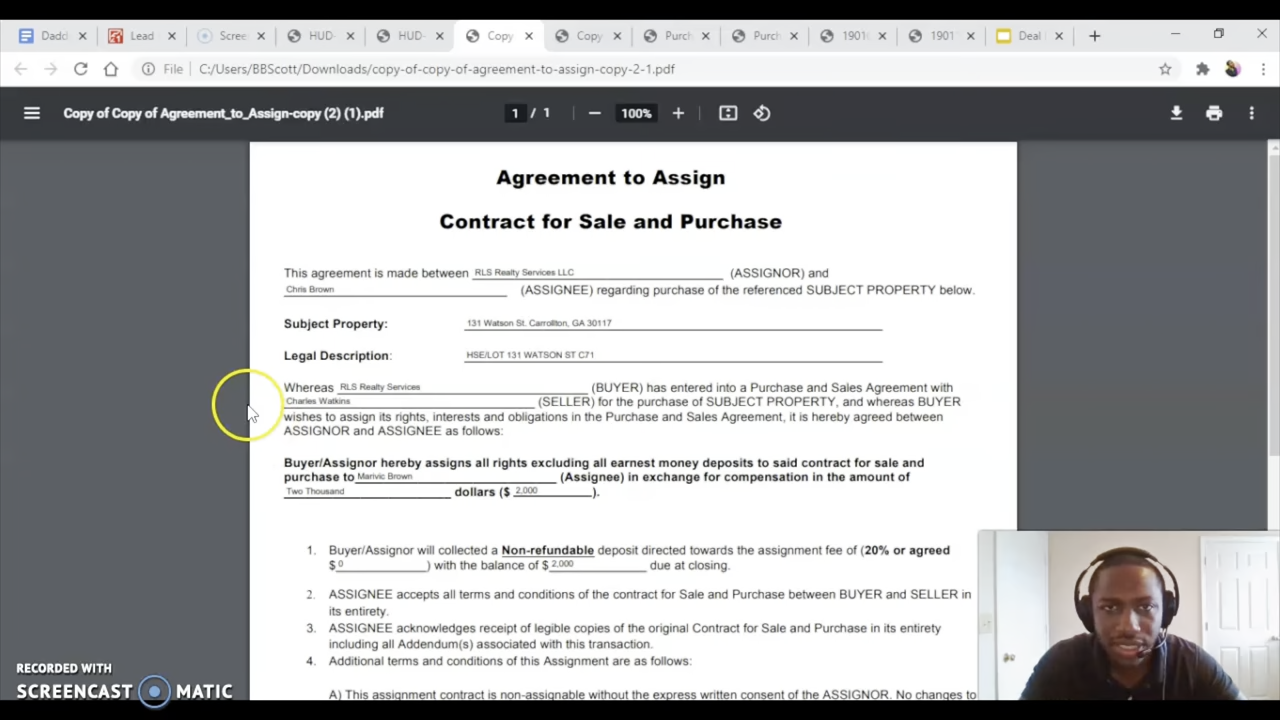 Dadd
Lead
Scree
HUD-
HUD-
Copy
Copy
Purch
Purch
1901
1901
Deal
File
C:/Users/BBScott/Downloads/copy-of-copy-of-agreement-to-assign-copy-2-1.pdf
Copy of Copy of Agreement_to_Assign-copy (2) (1).pdf
1 / 1
100%
Agreement to Assign
Contract for Sale and Purchase
This agreement is made between RLS Realty Services LLC (ASSIGNOR) and
Chris Brown (ASSIGNEE) regarding purchase of the referenced SUBJECT PROPERTY below.
Subject Property: 131 Watson St. Carrollton, GA 30117
Legal Description: HSE/LOT 131 WATSON ST C71
Whereas RLS Realty Services (BUYER) has entered into a Purchase and Sales Agreement with
Charles Watkins (SELLER) for the purchase of SUBJECT PROPERTY, and whereas BUYER
wishes to assign its rights, interests and obligations in the Purchase and Sales Agreement, it is hereby agreed between
ASSIGNOR and ASSIGNEE as follows:
Buyer/Assignor hereby assigns all rights excluding all earnest money deposits to said contract for sale and
purchase to Marivic Brown (Assignee) in exchange for compensation in the amount of
Two Thousand dollars ($ 2,000 ).
1. Buyer/Assignor will collected a Non-refundable deposit directed towards the assignment fee of (20% or agreed
$ 0 ) with the balance of $ 2,000 due at closing.
2. ASSIGNEE accepts all terms and conditions of the contract for Sale and Purchase between BUYER and SELLER in
its entirety.
3. ASSIGNEE acknowledges receipt of legible copies of the original Contract for Sale and Purchase in its entirety
including all Addendum(s) associated with this transaction.
4. Additional terms and conditions of this Assignment are as follows:
A) This assignment contract is non-assignable without the express written consent of the ASSIGNOR. No changes to
RECORDED WITH
SCREENCAST MATIC